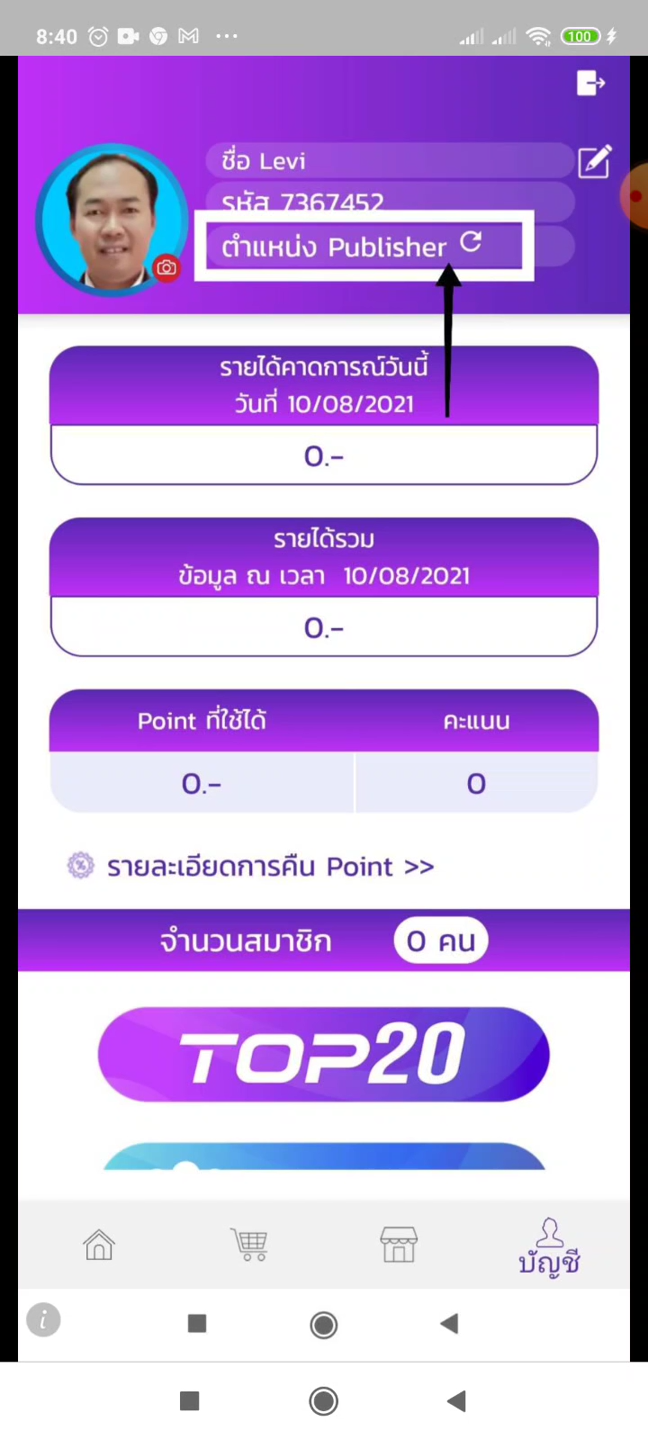 8:40
100
ชื่อ Levi
รหัส 7367452
ตำแหน่ง Publisher
รายได้คาดการณ์วันนี้
วันที่ 10/08/2021
0.-
รายได้รวม
ข้อมูล ณ เวลา 10/08/2021
0.-
Point ที่ใช้ได้ คะแนน
0.- 0
รายละเอียดการคืน Point >>
จำนวนสมาชิก 0 คน
TOP20
บัญชี